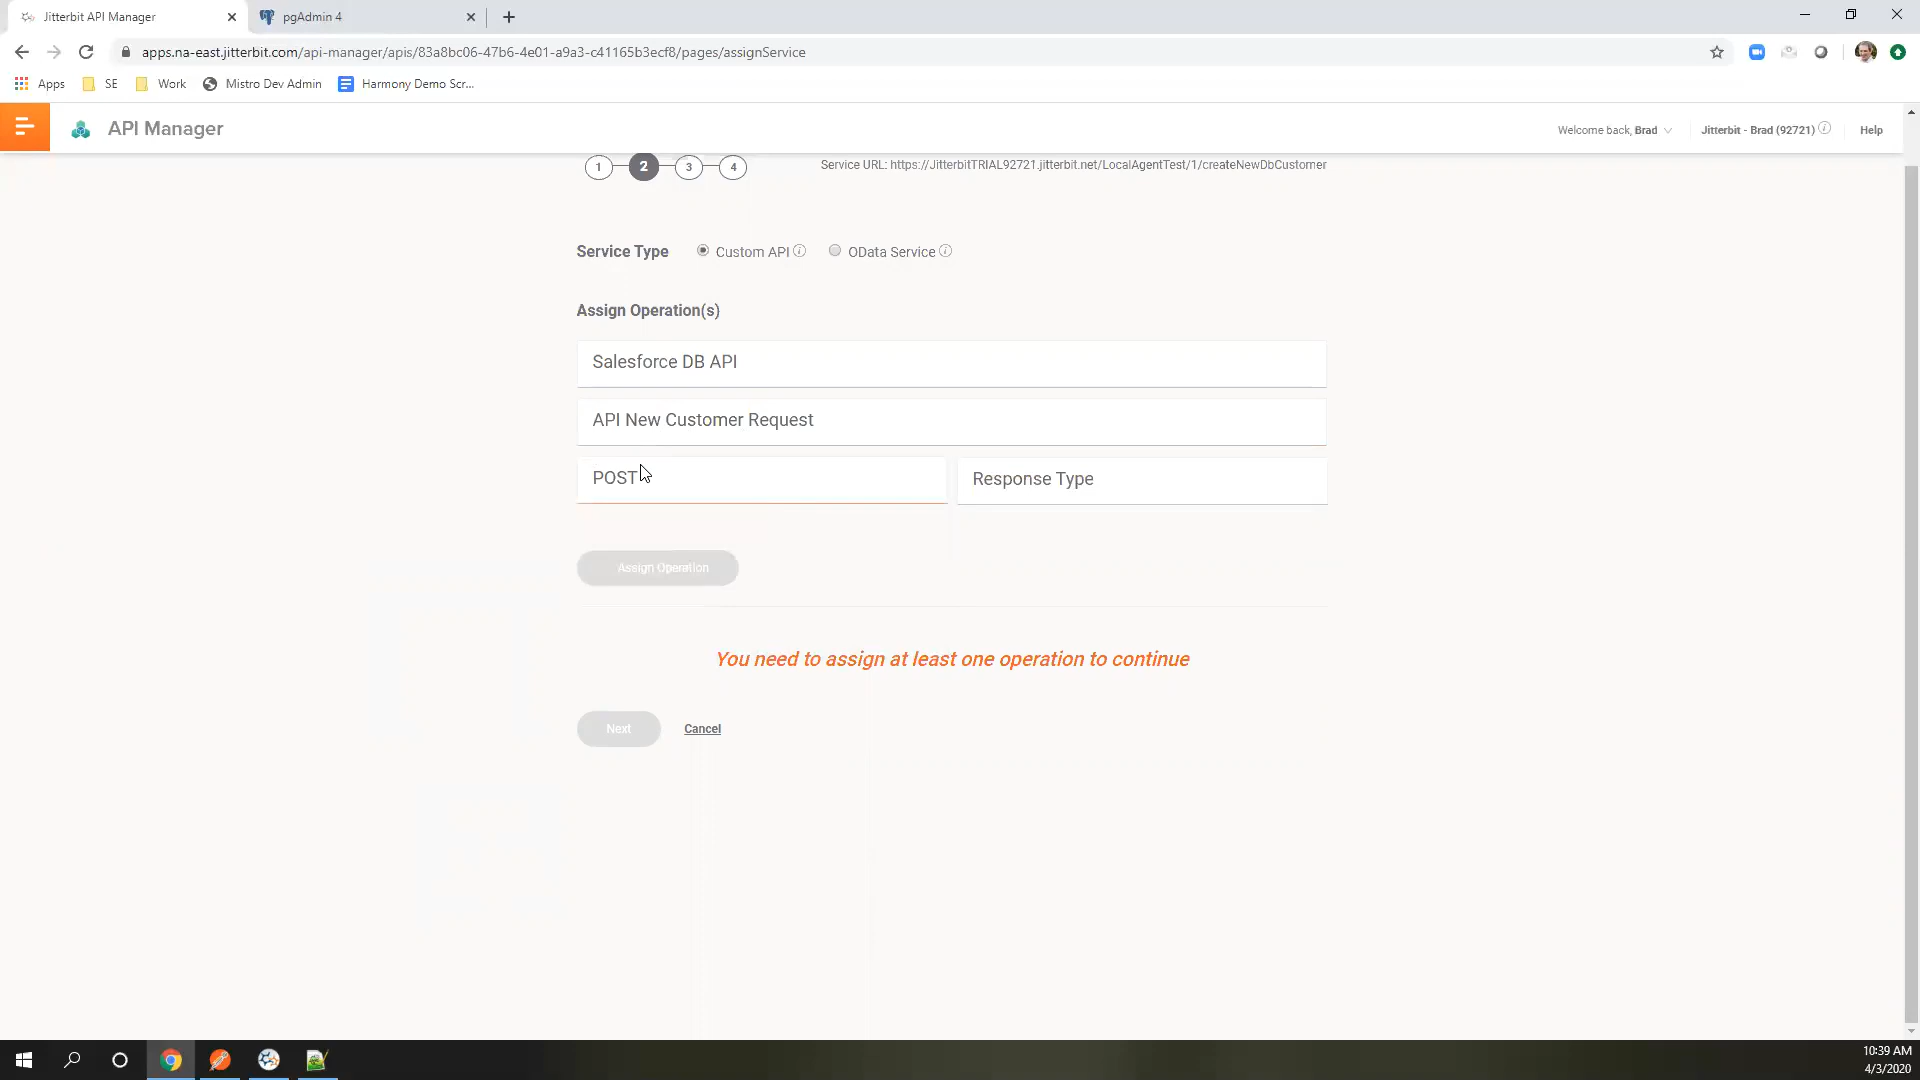 Jitterbit API Manager
pgAdmin 4
apps.na-east.jitterbit.com/api-manager/apis/83a8bc06-47b6-4e01-a9a3-c41165b3ecf8/pages/assignService
Apps
SE
Work
Mistro Dev Admin
Harmony Demo Scr...
API Manager
Welcome back, Brad
Jitterbit - Brad (92721)
Help
1
2
3
4
Service URL: https://JitterbitTRIAL92721.jitterbit.net/LocalAgentTest/1/createNewDbCustomer
Service Type
Custom API
OData Service
Assign Operation(s)
Salesforce DB API
API New Customer Request
POST
Response Type
Assign Operation
You need to assign at least one operation to continue
Next
Cancel
10:39 AM
4/3/2020